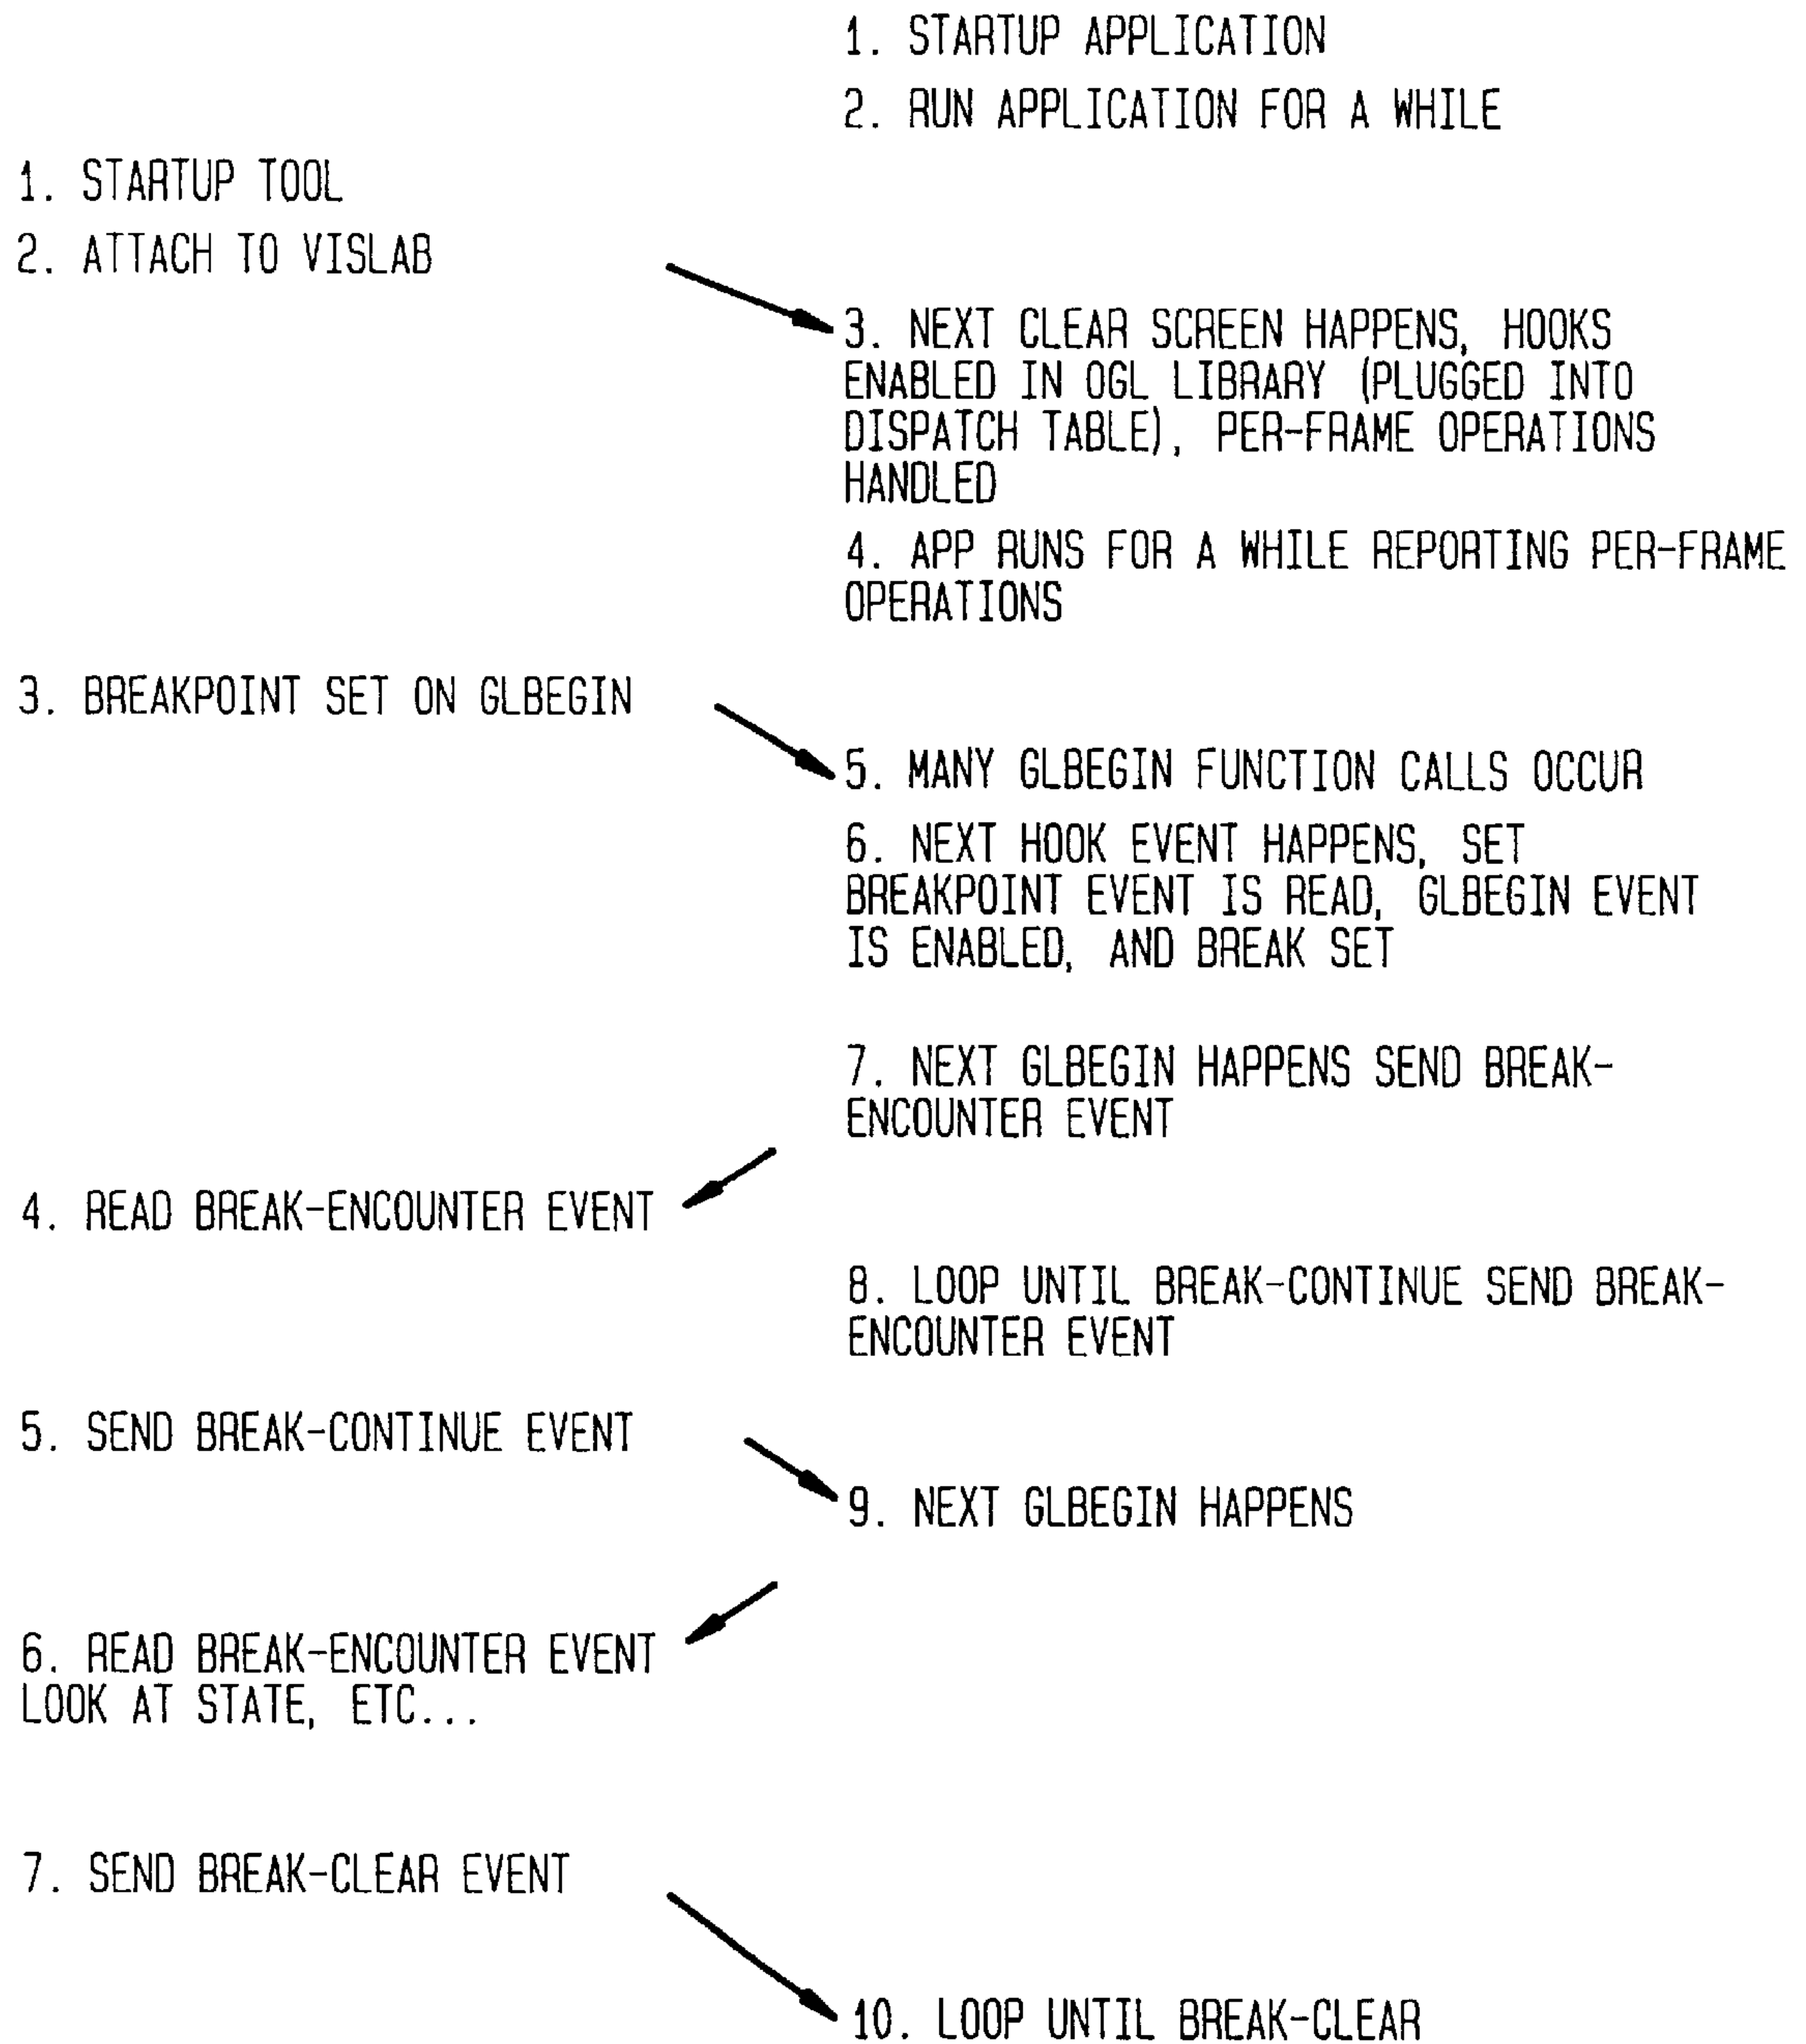 1. STARTUP APPLICATION
2. RUN APPLICATION FOR A WHILE
1. STARTUP TOOL
2. ATTACH TO VISLAB
3. NEXT CLEAR SCREEN HAPPENS, HOOKS
ENABLED IN OGL LIBRARY (PLUGGED INTO
DISPATCH TABLE), PER-FRAME OPERATIONS
HANDLED
4. APP RUNS FOR A WHILE REPORTING PER-FRAME
OPERATIONS
3. BREAKPOINT SET ON GLBEGIN
5. MANY GLBEGIN FUNCTION CALLS OCCUR
6. NEXT HOOK EVENT HAPPENS, SET
BREAKPOINT EVENT IS READ, GLBEGIN EVENT
IS ENABLED, AND BREAK SET
7. NEXT GLBEGIN HAPPENS SEND BREAK-
ENCOUNTER EVENT
4. READ BREAK-ENCOUNTER EVENT
8. LOOP UNTIL BREAK-CONTINUE SEND BREAK-
ENCOUNTER EVENT
5. SEND BREAK-CONTINUE EVENT
9. NEXT GLBEGIN HAPPENS
6. READ BREAK-ENCOUNTER EVENT
LOOK AT STATE, ETC...
7. SEND BREAK-CLEAR EVENT
10. LOOP UNTIL BREAK-CLEAR